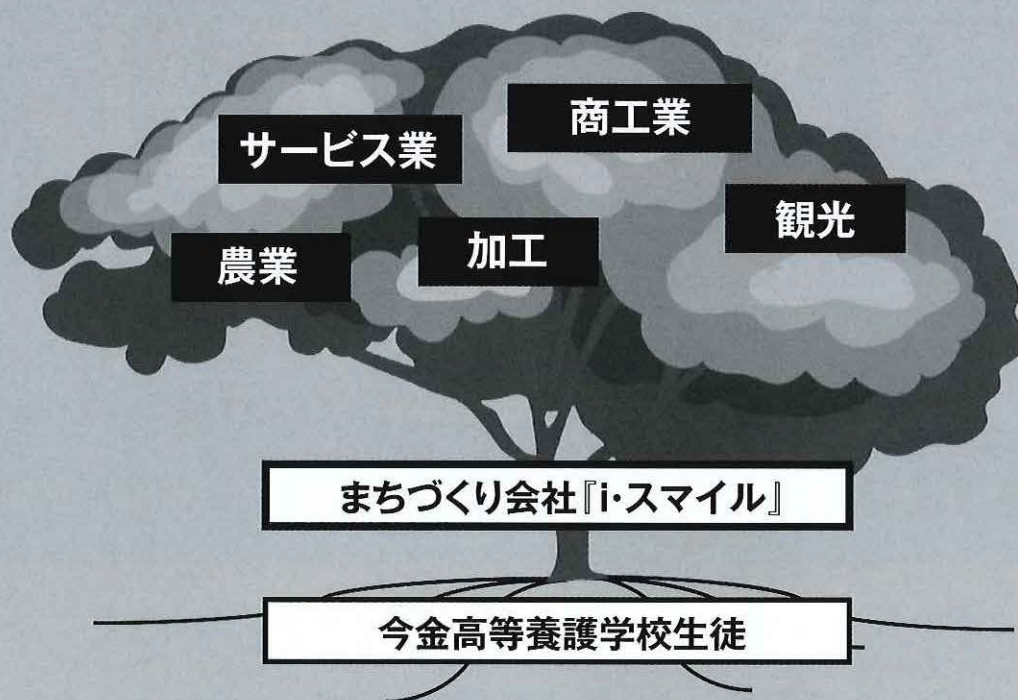 商工業
サービス業
観光
加工
農業
まちづくり会社『i・スマイル』
今金高等養護学校生徒